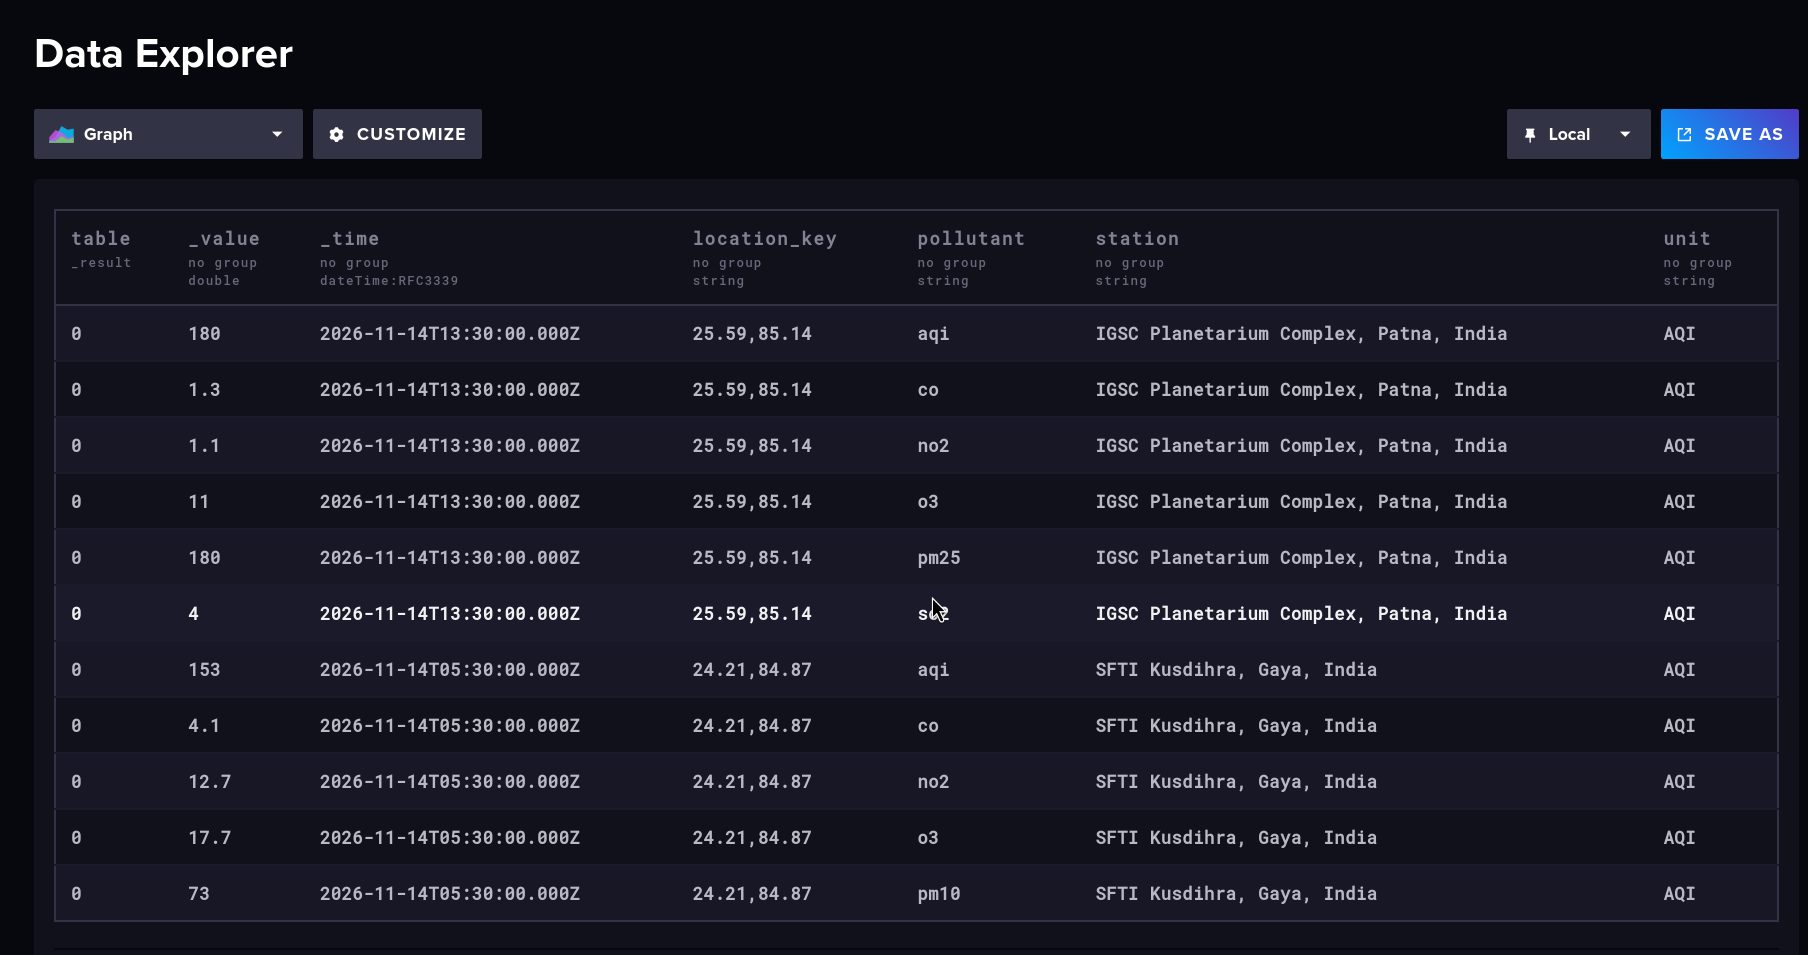 Data Explorer
Graph CUSTOMIZE Local SAVE AS
table _value _time location_key pollutant station unit
_result no group no group no group no group no group no group
double dateTime:RFC3339 string string string string
0 180 2026-11-14T13:30:00.000Z 25.59,85.14 aqi IGSC Planetarium Complex, Patna, India AQI
0 1.3 2026-11-14T13:30:00.000Z 25.59,85.14 co IGSC Planetarium Complex, Patna, India AQI
0 1.1 2026-11-14T13:30:00.000Z 25.59,85.14 no2 IGSC Planetarium Complex, Patna, India AQI
0 11 2026-11-14T13:30:00.000Z 25.59,85.14 o3 IGSC Planetarium Complex, Patna, India AQI
0 180 2026-11-14T13:30:00.000Z 25.59,85.14 pm25 IGSC Planetarium Complex, Patna, India AQI
0 4 2026-11-14T13:30:00.000Z 25.59,85.14 so2 IGSC Planetarium Complex, Patna, India AQI
0 153 2026-11-14T05:30:00.000Z 24.21,84.87 aqi SFTI Kusdihra, Gaya, India AQI
0 4.1 2026-11-14T05:30:00.000Z 24.21,84.87 co SFTI Kusdihra, Gaya, India AQI
0 12.7 2026-11-14T05:30:00.000Z 24.21,84.87 no2 SFTI Kusdihra, Gaya, India AQI
0 17.7 2026-11-14T05:30:00.000Z 24.21,84.87 o3 SFTI Kusdihra, Gaya, India AQI
0 73 2026-11-14T05:30:00.000Z 24.21,84.87 pm10 SFTI Kusdihra, Gaya, India AQI